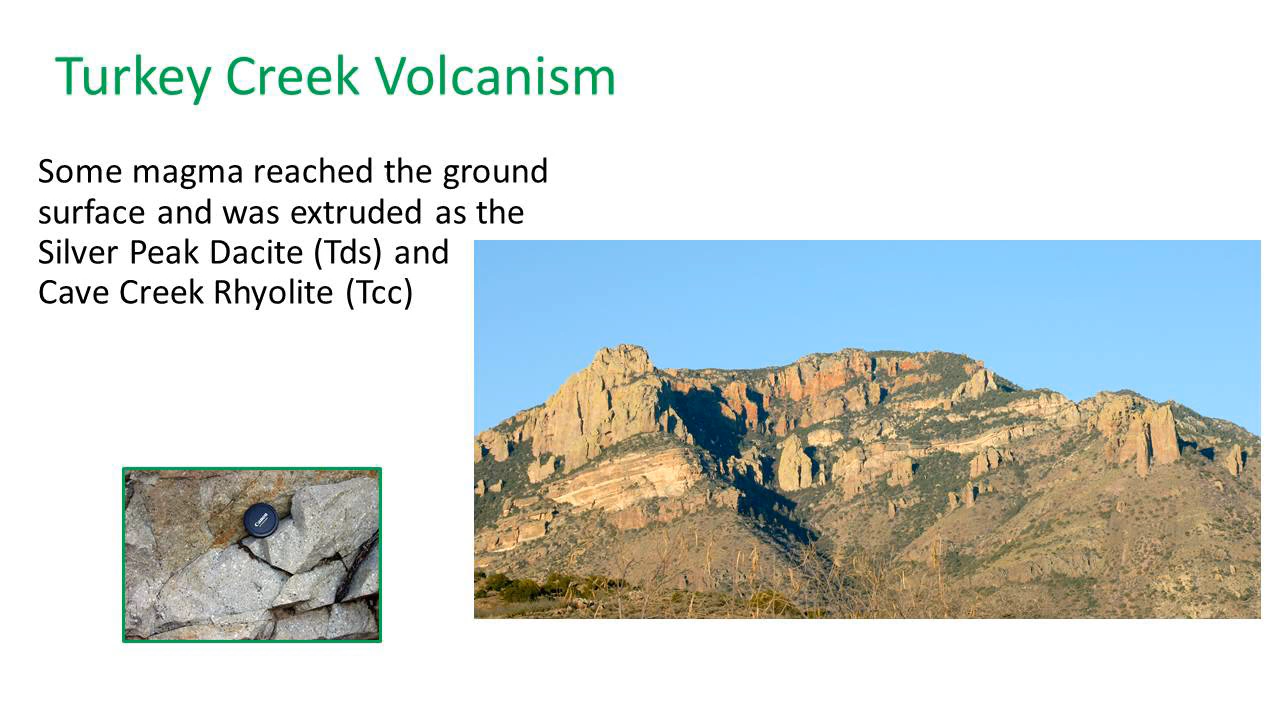 Turkey Creek Volcanism
Some magma reached the ground
surface and was extruded as the
Silver Peak Dacite (Tds) and
Cave Creek Rhyolite (Tcc)
Canon